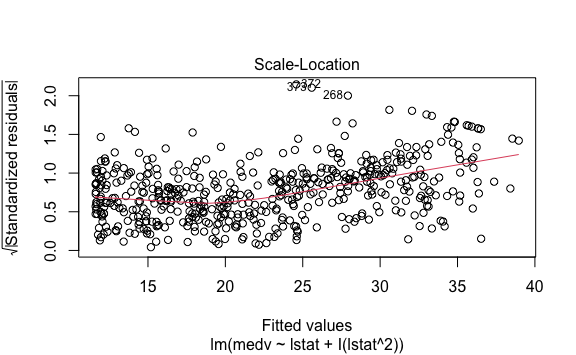 Scale-Location
√|Standardized residuals|
0.0 0.5 1.0 1.5 2.0
373 372
268
15 20 25 30 35 40
Fitted values
lm(medv ~ lstat + I(lstat^2))